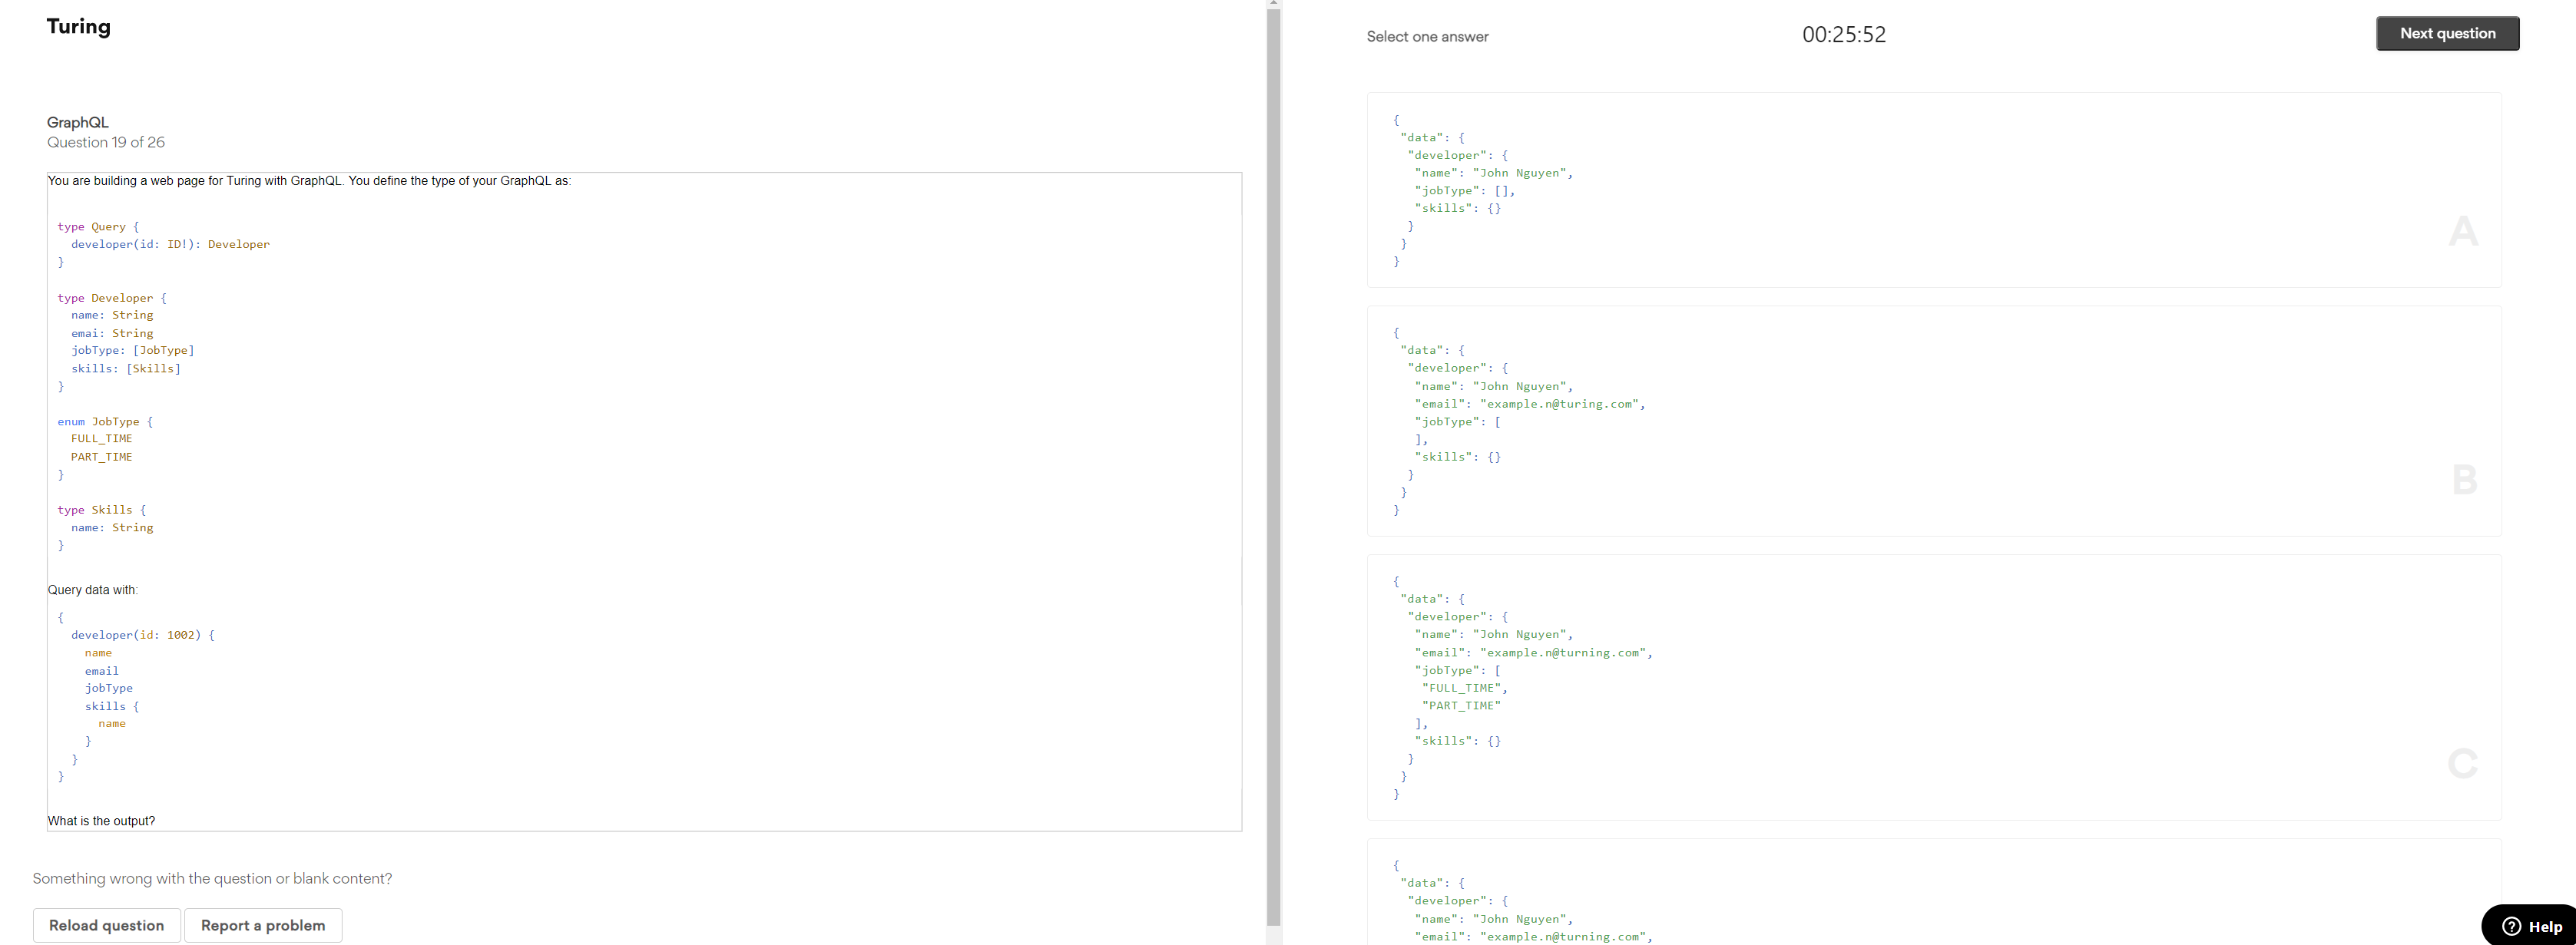 Turing
GraphQL
Question 19 of 26
You are building a web page for Turing with GraphQL. You define the type of your GraphQL as:
type Query {
developer(id: ID!): Developer
}
type Developer {
name: String
emai: String
jobType: [JobType]
skills: [Skills]
}
enum JobType {
FULL_TIME
PART_TIME
}
type Skills {
name: String
}
Query data with:
{
developer(id: 1002) {
name
email
jobType
skills {
name
}
}
}
What is the output?
Something wrong with the question or blank content?
Reload question
Report a problem
Select one answer
00:25:52
Next question
{
"data": {
"developer": {
"name": "John Nguyen",
"jobType": [],
"skills": {}
}
}
}
A
{
"data": {
"developer": {
"name": "John Nguyen",
"email": "example.n@turing.com",
"jobType": [
],
"skills": {}
}
}
}
B
{
"data": {
"developer": {
"name": "John Nguyen",
"email": "example.n@turning.com",
"jobType": [
"FULL_TIME",
"PART_TIME"
],
"skills": {}
}
}
}
C
{
"data": {
"developer": {
"name": "John Nguyen",
"email": "example.n@turning.com",
? Help